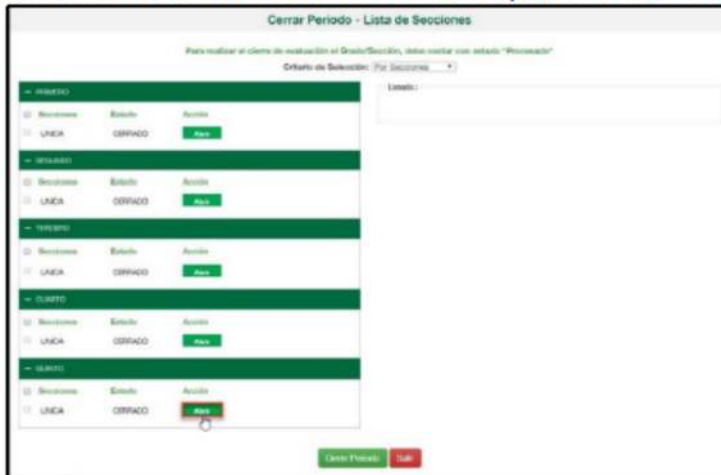 Cerrar Periodo - Lista de Secciones
Para realizar el cierre de evaluación el Grado/Sección, debe contar con estado "Procesado"
Criterio de Selección: Por Secciones
Listado :
− PRIMERO
Secciones Estado Acción
UNICA CERRADO Abrir
− SEGUNDO
Secciones Estado Acción
UNICA CERRADO Abrir
− TERCERO
Secciones Estado Acción
UNICA CERRADO Abrir
− CUARTO
Secciones Estado Acción
UNICA CERRADO Abrir
− QUINTO
Secciones Estado Acción
UNICA CERRADO Abrir
Cerrar Periodo Salir